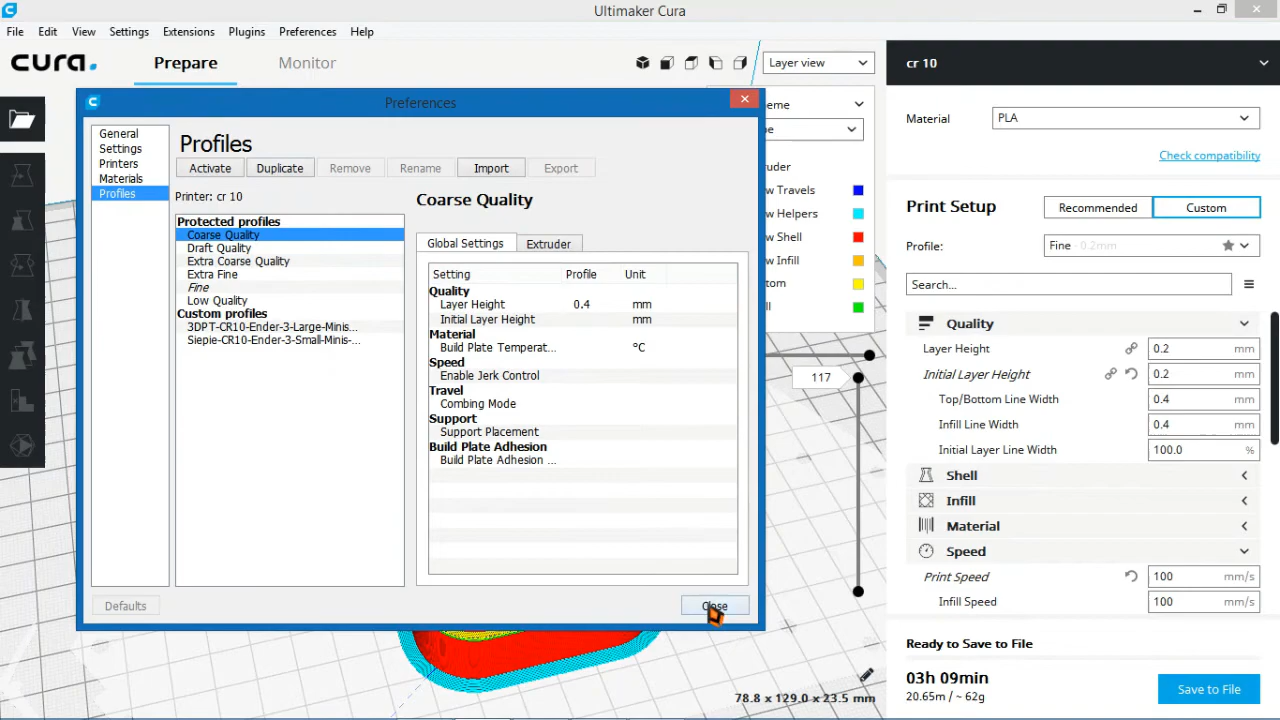 Ultimaker Cura
File Edit View Settings Extensions Plugins Preferences Help
cura. Prepare Monitor Layer view cr 10
Preferences
General
Settings
Printers
Materials
Profiles
Profiles
Activate Duplicate Remove Rename Import Export
Printer: cr 10
Protected profiles
Coarse Quality
Draft Quality
Extra Coarse Quality
Extra Fine
Fine
Low Quality
Custom profiles
3DPT-CR10-Ender-3-Large-Minis...
Siepie-CR10-Ender-3-Small-Minis-...
Coarse Quality
Global Settings Extruder
Setting Profile Unit
Quality
Layer Height 0.4 mm
Initial Layer Height mm
Material
Build Plate Temperat... °C
Speed
Enable Jerk Control
Travel
Combing Mode
Support
Support Placement
Build Plate Adhesion
Build Plate Adhesion ...
Defaults Close
eme
pe
ruder
w Travels
w Helpers
w Shell
w Infill
tom
ll
117
78.8 x 129.0 x 23.5 mm
Material PLA
Check compatibility
Print Setup Recommended Custom
Profile: Fine - 0.2mm
Search...
Quality
Layer Height 0.2 mm
Initial Layer Height 0.2 mm
Top/Bottom Line Width 0.4 mm
Infill Line Width 0.4 mm
Initial Layer Line Width 100.0 %
Shell
Infill
Material
Speed
Print Speed 100 mm/s
Infill Speed 100 mm/s
Ready to Save to File
03h 09min
20.65m / ~ 62g
Save to File